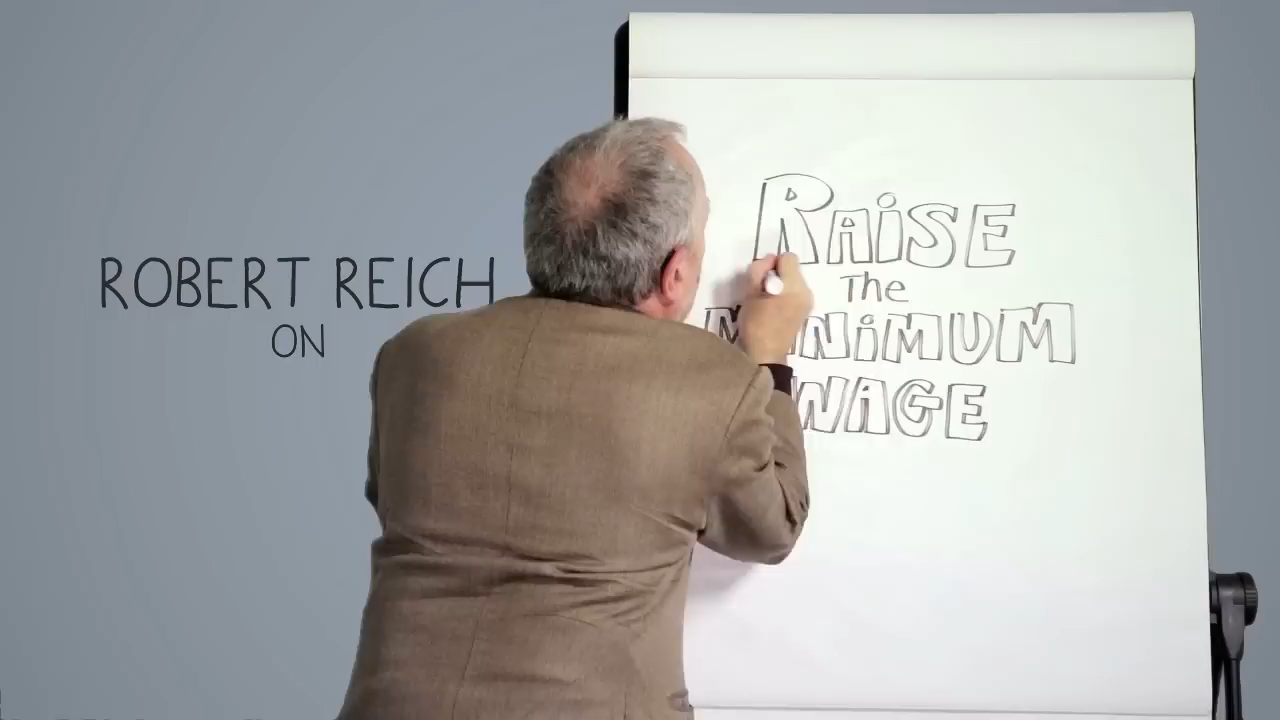 ROBERT REICH
ON
RAiSE
The
MiNiMUM
WAGE